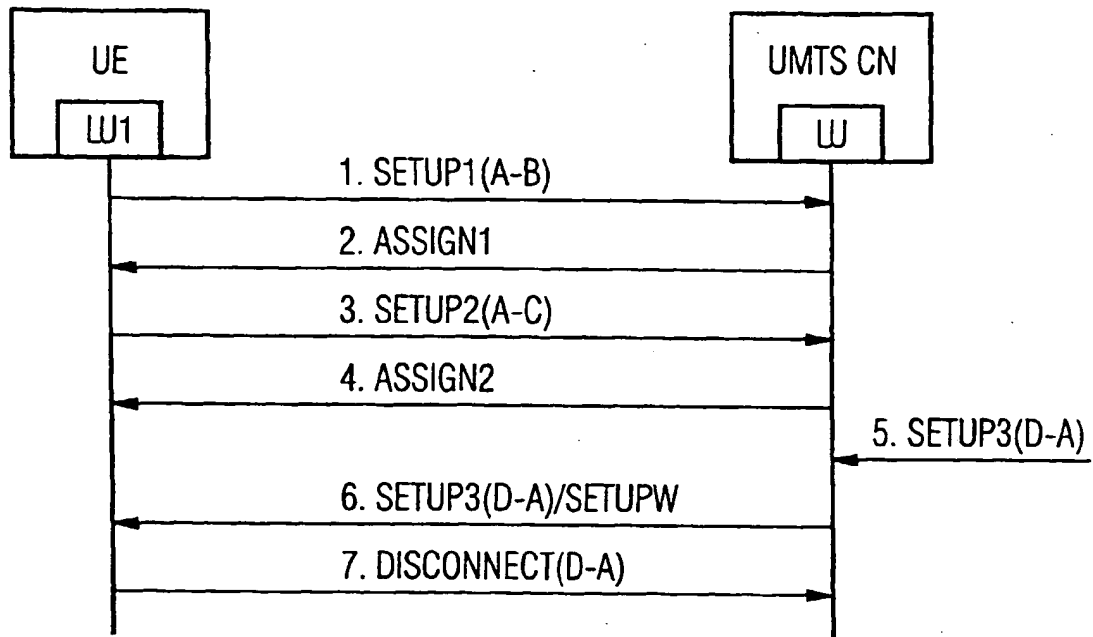 UE
UMTS CN
LU1
LU
1. SETUP1(A-B)
2. ASSIGN1
3. SETUP2(A-C)
4. ASSIGN2
5. SETUP3(D-A)
6. SETUP3(D-A)/SETUPW
7. DISCONNECT(D-A)